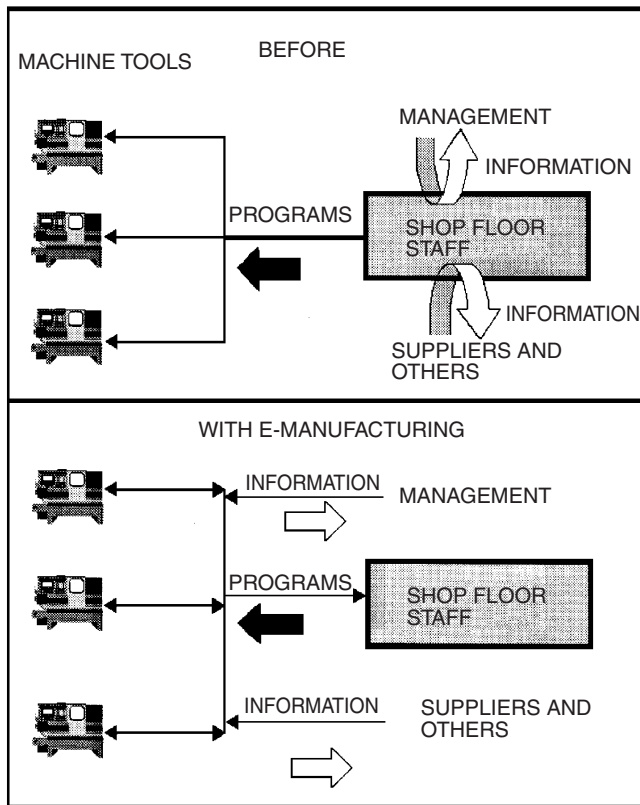 BEFORE
MACHINE TOOLS
MANAGEMENT
INFORMATION
PROGRAMS
SHOP FLOOR
STAFF
INFORMATION
SUPPLIERS AND
OTHERS
WITH E-MANUFACTURING
INFORMATION
MANAGEMENT
PROGRAMS
SHOP FLOOR
STAFF
INFORMATION
SUPPLIERS AND
OTHERS